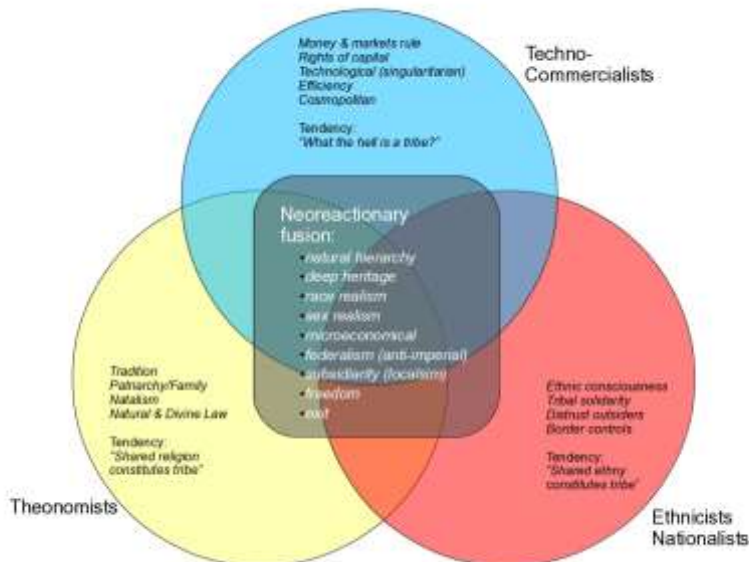 Money & markets rule
Rights of capital
Technological (singularitarian)
Efficiency
Cosmopolitan
Tendency:
"What the hell is a tribe?"
Techno-
Commercialists
Neoreactionary
fusion:
•natural hierarchy
•deep heritage
•race realism
•sex realism
•microeconomical
•federalism (anti-imperial)
•subsidiarity (localism)
•freedom
•exit
Tradition
Patriarchy/Family
Natalism
Natural & Divine Law
Tendency:
"Shared religion
constitutes tribe"
Theonomists
Ethnic consciousness
Tribal solidarity
Distrust outsiders
Border controls
Tendency:
"Shared ethny
constitutes tribe"
Ethnicists
Nationalists